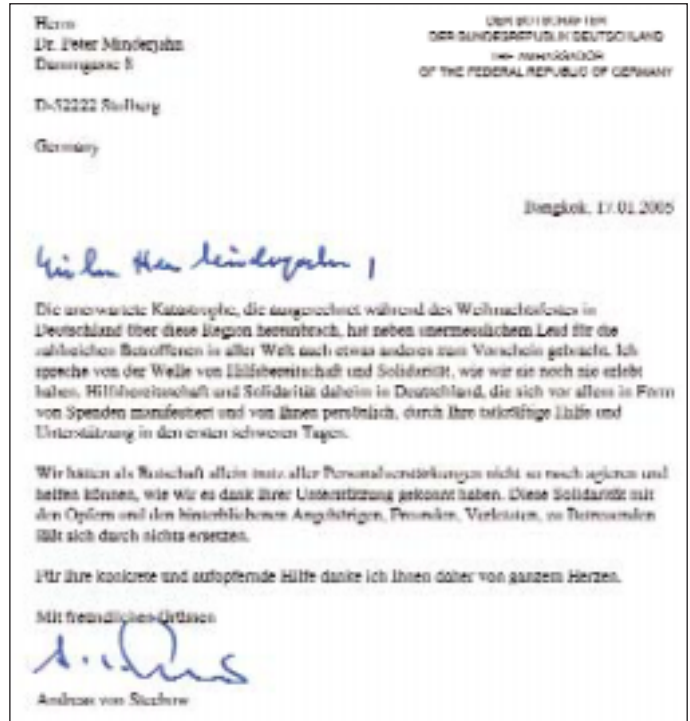 Herrn
Dr. Peter Minderjahn
Dammgasse 8
D-52222 Stolberg
Germany
DER BOTSCHAFTER
DER BUNDESREPUBLIK DEUTSCHLAND
THE AMBASSADOR
OF THE FEDERAL REPUBLIC OF GERMANY
Bangkok, 17.01.2005
Herr Minderjahn,
Die unerwartete Katastrophe, die ausgerechnet während des Weihnachtsfestes in
Deutschland über diese Region hereinbrach, hat neben unermesslichem Leid für die
zahlreichen Betroffenen in aller Welt auch etwas anderes zum Vorschein gebracht. Ich
spreche von der Welle von Hilfsbereitschaft und Solidarität, wie wir sie noch nie erlebt
haben. Hilfsbereitschaft und Solidarität daheim in Deutschland, die sich vor allem in Form
von Spenden manifestiert und von Ihnen persönlich, durch Ihre tatkräftige Hilfe und
Unterstützung in den ersten schweren Tagen.
Wir hätten als Botschaft allein trotz aller Personalverstärkungen nicht so rasch agieren und
helfen können, wie wir es dank Ihrer Unterstützung gekonnt haben. Diese Solidarität mit
den Opfern und den hinterbliebenen Angehörigen, Freunden, Verletzten, zu Betreuenden
läßt sich durch nichts ersetzen.
Für Ihre konkrete und aufopfernde Hilfe danke ich Ihnen daher von ganzem Herzen.
Mit freundlichen Grüssen
Andreas von Stechow